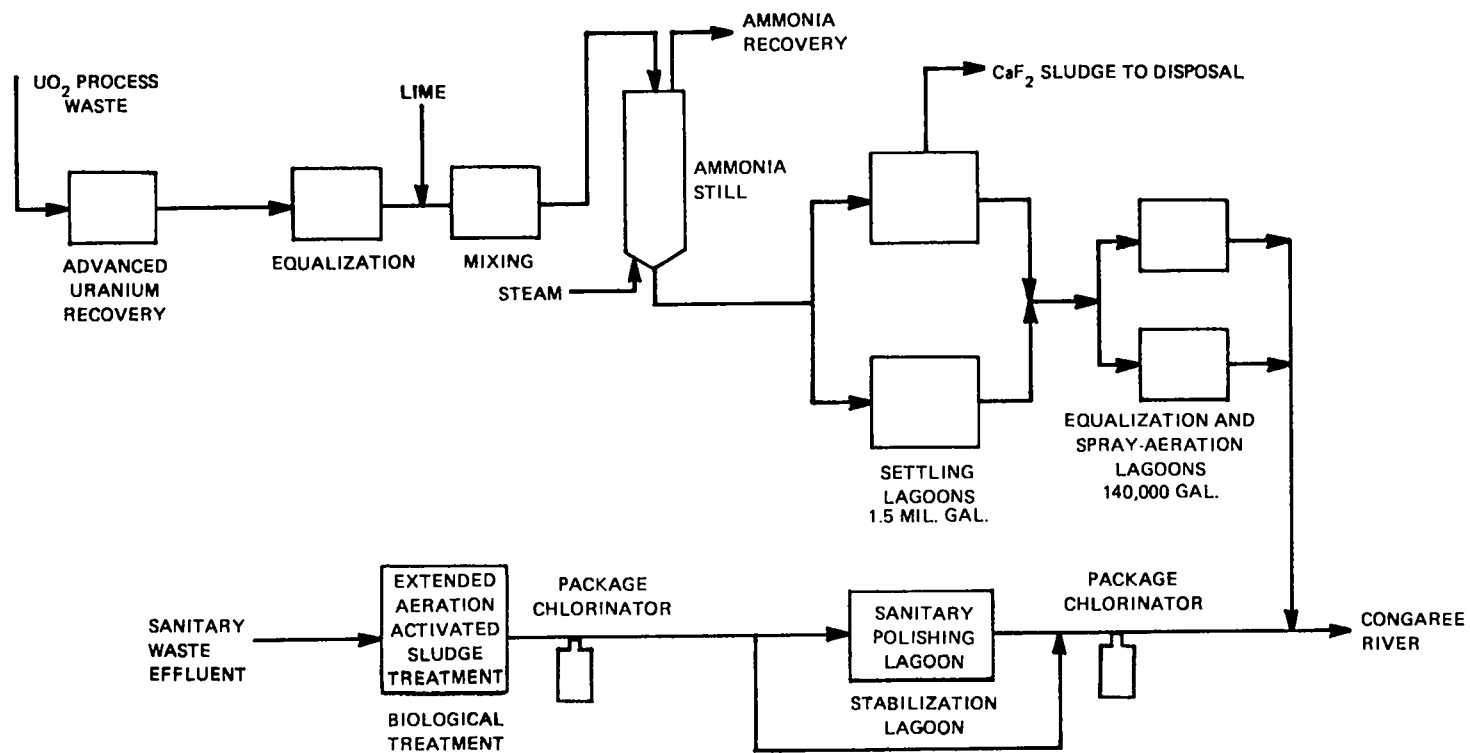 AMMONIA
RECOVERY
UO₂ PROCESS
WASTE
LIME
CaF₂ SLUDGE TO DISPOSAL
AMMONIA
STILL
ADVANCED
URANIUM
RECOVERY
EQUALIZATION
MIXING
STEAM
SETTLING
LAGOONS
1.5 MIL. GAL.
EQUALIZATION AND
SPRAY-AERATION
LAGOONS
140,000 GAL.
SANITARY
WASTE
EFFLUENT
EXTENDED
AERATION
ACTIVATED
SLUDGE
TREATMENT
BIOLOGICAL
TREATMENT
PACKAGE
CHLORINATOR
SANITARY
POLISHING
LAGOON
STABILIZATION
LAGOON
PACKAGE
CHLORINATOR
CONGAREE
RIVER